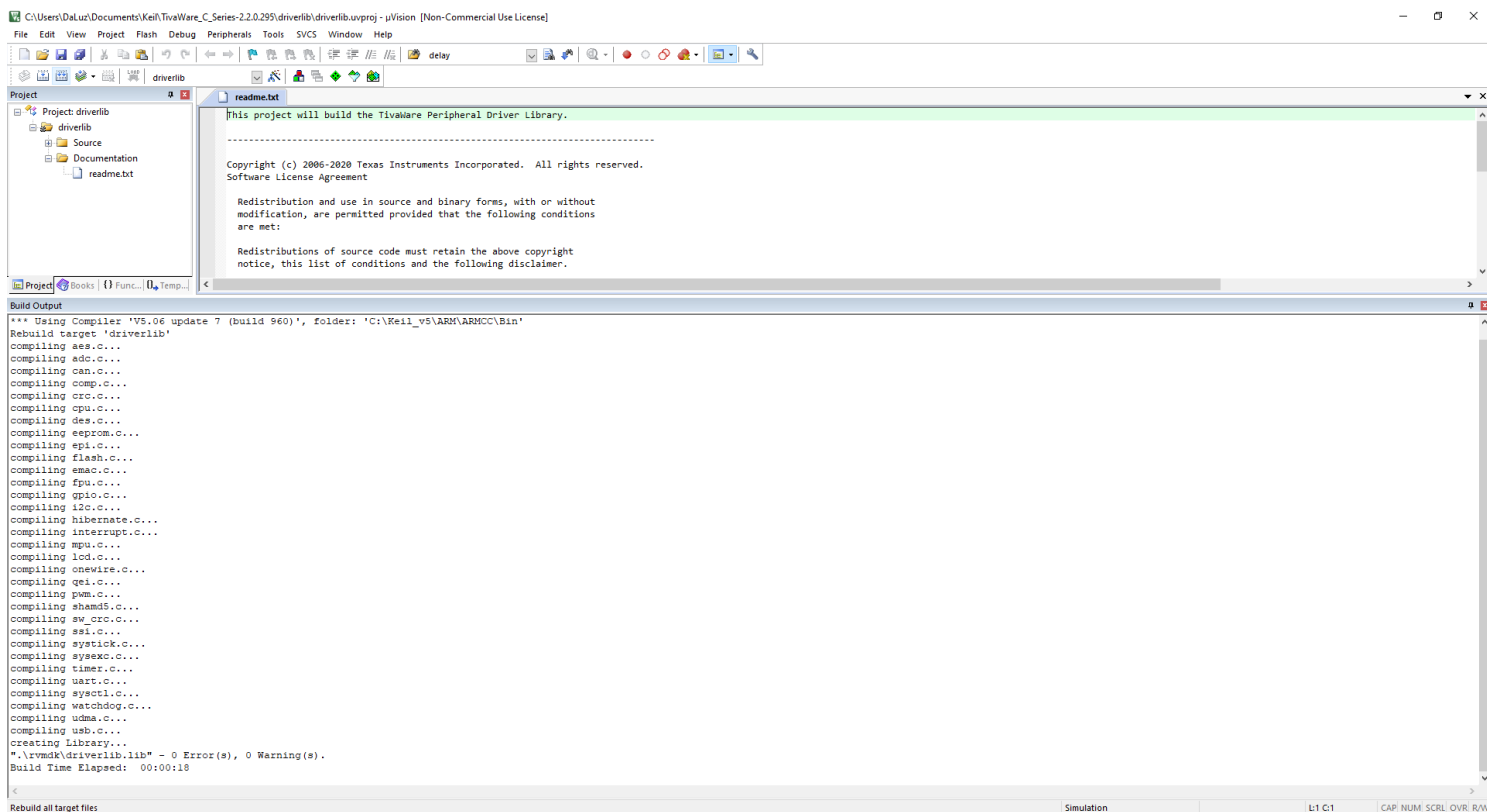 C:\Users\DaLuz\Documents\Keil\TivaWare_C_Series-2.2.0.295\driverlib\driverlib.uvproj - µVision [Non-Commercial Use License]
File Edit View Project Flash Debug Peripherals Tools SVCS Window Help
delay
LOAD
driverlib
Project
readme.txt
Project: driverlib
driverlib
Source
Documentation
readme.txt
This project will build the TivaWare Peripheral Driver Library.
-------------------------------------------------------------------------------
Copyright (c) 2006-2020 Texas Instruments Incorporated.  All rights reserved.
Software License Agreement
Redistribution and use in source and binary forms, with or without
modification, are permitted provided that the following conditions
are met:
Redistributions of source code must retain the above copyright
notice, this list of conditions and the following disclaimer.
Project Books {} Func... 0 Temp...
Build Output
*** Using Compiler 'V5.06 update 7 (build 960)', folder: 'C:\Keil_v5\ARM\ARMCC\Bin'
Rebuild target 'driverlib'
compiling aes.c...
compiling adc.c...
compiling can.c...
compiling comp.c...
compiling crc.c...
compiling cpu.c...
compiling des.c...
compiling eeprom.c...
compiling epi.c...
compiling flash.c...
compiling emac.c...
compiling fpu.c...
compiling gpio.c...
compiling i2c.c...
compiling hibernate.c...
compiling interrupt.c...
compiling mpu.c...
compiling lcd.c...
compiling onewire.c...
compiling qei.c...
compiling pwm.c...
compiling shamd5.c...
compiling sw_crc.c...
compiling ssi.c...
compiling systick.c...
compiling sysexc.c...
compiling timer.c...
compiling uart.c...
compiling sysctl.c...
compiling watchdog.c...
compiling udma.c...
compiling usb.c...
creating Library...
".\rvmdk\driverlib.lib" - 0 Error(s), 0 Warning(s).
Build Time Elapsed:  00:00:18
Rebuild all target files Simulation L:1 C:1 CAP NUM SCRL OVR R/W